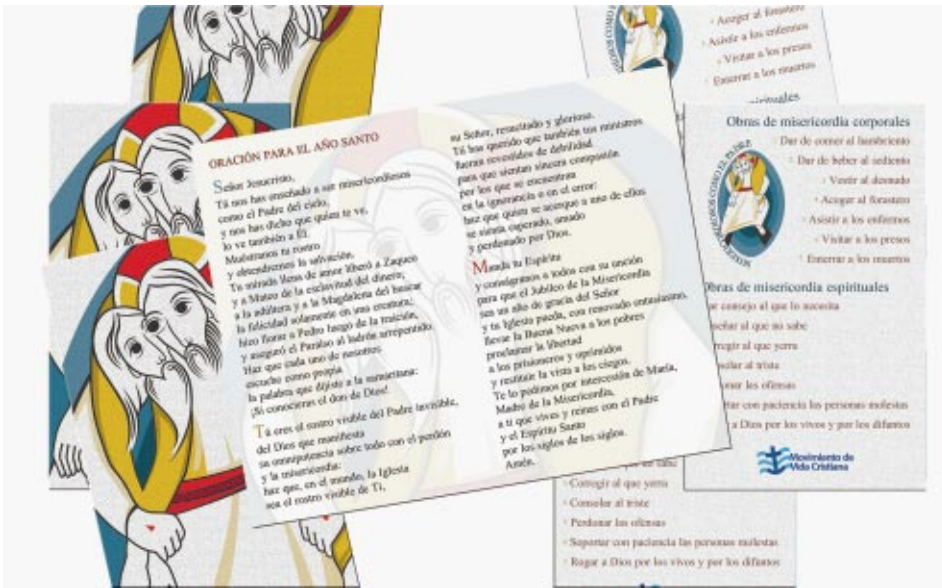 ORACIÓN PARA EL AÑO SANTO
Señor Jesucristo,
Tú nos has enseñado a ser misericordiosos
como el Padre del cielo,
y nos has dicho que quien te ve,
lo ve también a Él.
Muéstranos tu rostro
y obtendremos la salvación.
Tu mirada llena de amor liberó a Zaqueo
y a Mateo de la esclavitud del dinero;
a la adúltera y a la Magdalena del buscar
la felicidad solamente en una creatura;
hizo llorar a Pedro luego de la traición,
y aseguró el Paraíso al ladrón arrepentido.
Haz que cada uno de nosotros
escuche como propia
la palabra que dijiste a la samaritana:
¡Si conocieras el don de Dios!
Tú eres el rostro visible del Padre invisible,
del Dios que manifiesta
su omnipotencia sobre todo con el perdón
y la misericordia:
haz que, en el mundo, la Iglesia
sea el rostro visible de Ti,
su Señor, resucitado y glorioso.
Tú has querido que también tus ministros
fueran revestidos de debilidad
para que sientan sincera compasión
por los que se encuentran
en la ignorancia o en el error:
haz que quien se acerque a uno de ellos
se sienta esperado, amado
y perdonado por Dios.
Manda tu Espíritu
y conságranos a todos con su unción
para que el Jubileo de la Misericordia
sea un año de gracia del Señor
y tu Iglesia pueda, con renovado entusiasmo,
llevar la Buena Nueva a los pobres
proclamar la libertad
a los prisioneros y oprimidos
y restituir la vista a los ciegos.
Te lo pedimos por intercesión de María,
Madre de la Misericordia,
a ti que vives y reinas con el Padre
y el Espíritu Santo
por los siglos de los siglos.
Amén.
Acoger al forastero
Asistir a los enfermos
Visitar a los presos
Enterrar a los muertos
Obras de misericordia corporales
Dar de comer al hambriento
Dar de beber al sediento
Vestir al desnudo
Acoger al forastero
Asistir a los enfermos
Visitar a los presos
Enterrar a los muertos
COMO EL PADRE
Obras de misericordia espirituales
consejo al que lo necesita
al que no sabe
al que yerra
al triste
las ofensas
con paciencia las personas molestas
a Dios por los vivos y por los difuntos
Movimiento de
Vida Cristiana
Corregir al que yerra
Consolar al triste
Perdonar las ofensas
Soportar con paciencia las personas molestas
Rogar a Dios por los vivos y por los difuntos